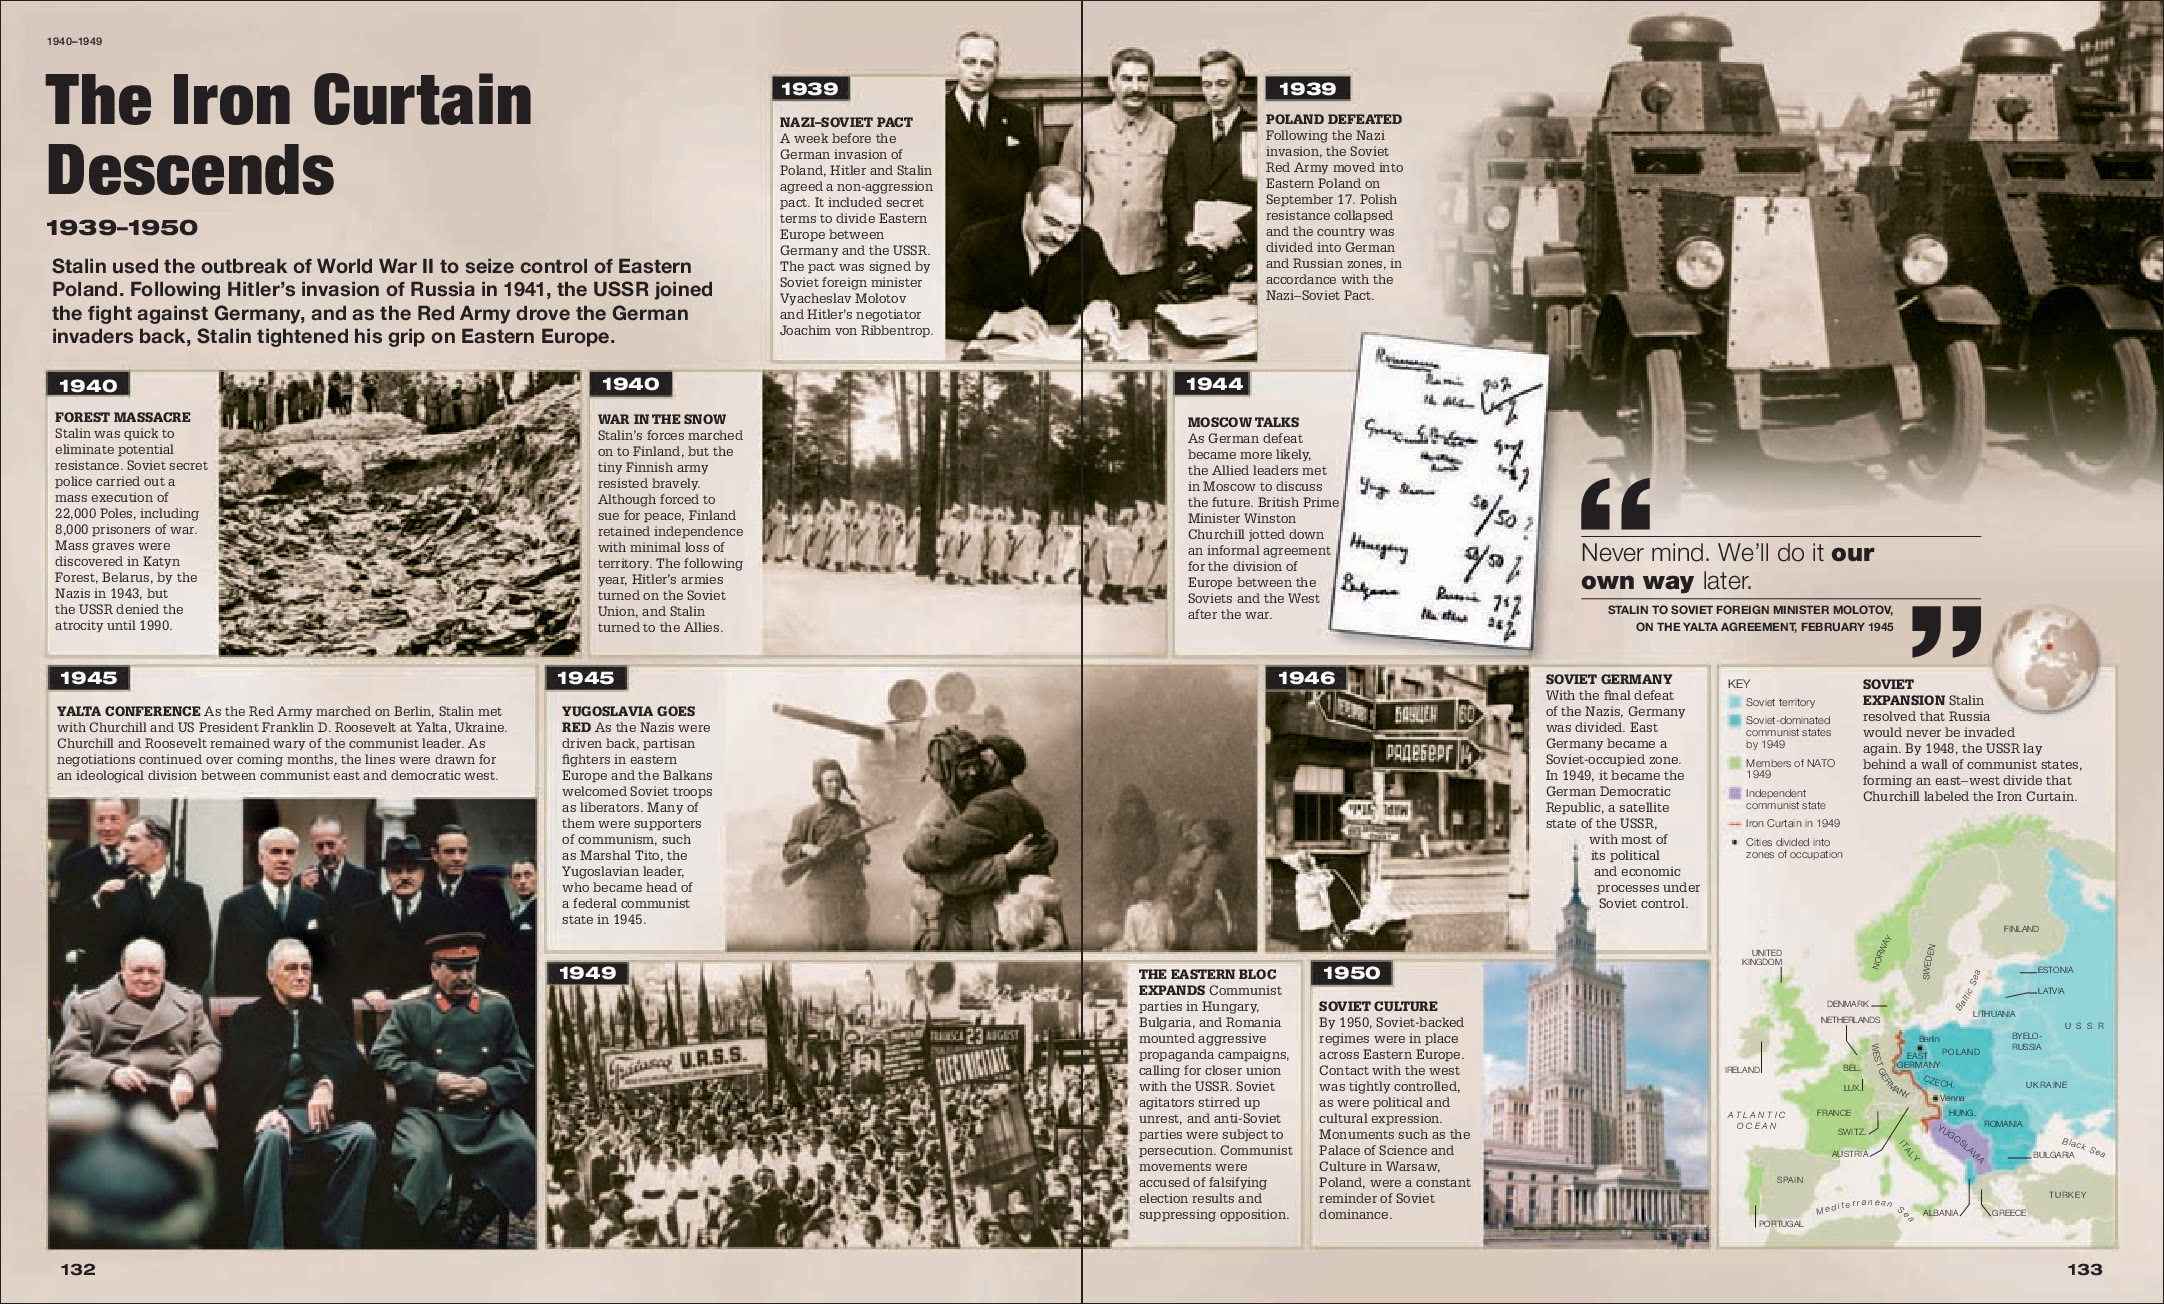 1940–1949
The Iron Curtain
Descends
1939–1950
Stalin used the outbreak of World War II to seize control of Eastern
Poland. Following Hitler’s invasion of Russia in 1941, the USSR joined
the fight against Germany, and as the Red Army drove the German
invaders back, Stalin tightened his grip on Eastern Europe.
1939
NAZI–SOVIET PACT
A week before the
German invasion of
Poland, Hitler and Stalin
agreed a non-aggression
pact. It included secret
terms to divide Eastern
Europe between
Germany and the USSR.
The pact was signed by
Soviet foreign minister
Vyacheslav Molotov
and Hitler’s negotiator
Joachim von Ribbentrop.
1939
POLAND DEFEATED
Following the Nazi
invasion, the Soviet
Red Army moved into
Eastern Poland on
September 17. Polish
resistance collapsed
and the country was
divided into German
and Russian zones, in
accordance with the
Nazi–Soviet Pact.
1940
FOREST MASSACRE
Stalin was quick to
eliminate potential
resistance. Soviet secret
police carried out a
mass execution of
22,000 Poles, including
8,000 prisoners of war.
Mass graves were
discovered in Katyn
Forest, Belarus, by the
Nazis in 1943, but
the USSR denied the
atrocity until 1990.
1940
WAR IN THE SNOW
Stalin’s forces marched
on to Finland, but the
tiny Finnish army
resisted bravely.
Although forced to
sue for peace, Finland
retained independence
with minimal loss of
territory. The following
year, Hitler’s armies
turned on the Soviet
Union, and Stalin
turned to the Allies.
1944
MOSCOW TALKS
As German defeat
became more likely,
the Allied leaders met
in Moscow to discuss
the future. British Prime
Minister Winston
Churchill jotted down
an informal agreement
for the division of
Europe between the
Soviets and the West
after the war.
90%
50/50 %
Hungary
50/50 %
Bulgaria
Russia 75%
“
Never mind. We’ll do it our
own way later.
STALIN TO SOVIET FOREIGN MINISTER MOLOTOV,
ON THE YALTA AGREEMENT, FEBRUARY 1945
”
1945
YALTA CONFERENCE As the Red Army marched on Berlin, Stalin met
with Churchill and US President Franklin D. Roosevelt at Yalta, Ukraine.
Churchill and Roosevelt remained wary of the communist leader. As
negotiations continued over coming months, the lines were drawn for
an ideological division between communist east and democratic west.
1945
YUGOSLAVIA GOES
RED As the Nazis were
driven back, partisan
fighters in eastern
Europe and the Balkans
welcomed Soviet troops
as liberators. Many of
them were supporters
of communism, such
as Marshal Tito, the
Yugoslavian leader,
who became head of
a federal communist
state in 1945.
1946
БАУЦЕН 60
РАДЕБЕРГ 14
SOVIET GERMANY
With the final defeat
of the Nazis, Germany
was divided. East
Germany became a
Soviet-occupied zone.
In 1949, it became the
German Democratic
Republic, a satellite
state of the USSR,
with most of
its political
and economic
processes under
Soviet control.
1949
U.R.S.S.
TRAIASCA 23 AUGUST
ELECTRICITATE
THE EASTERN BLOC
EXPANDS Communist
parties in Hungary,
Bulgaria, and Romania
mounted aggressive
propaganda campaigns,
calling for closer union
with the USSR. Soviet
agitators stirred up
unrest, and anti-Soviet
parties were subject to
persecution. Communist
movements were
accused of falsifying
election results and
suppressing opposition.
1950
SOVIET CULTURE
By 1950, Soviet-backed
regimes were in place
across Eastern Europe.
Contact with the west
was tightly controlled,
as were political and
cultural expression.
Monuments such as the
Palace of Science and
Culture in Warsaw,
Poland, were a constant
reminder of Soviet
dominance.
KEY
Soviet territory
Soviet-dominated
communist states
by 1949
Members of NATO
1949
Independent
communist state
Iron Curtain in 1949
Cities divided into
zones of occupation
SOVIET
EXPANSION Stalin
resolved that Russia
would never be invaded
again. By 1948, the USSR lay
behind a wall of communist states,
forming an east–west divide that
Churchill labeled the Iron Curtain.
FINLAND
NORWAY
SWEDEN
UNITED
KINGDOM
ESTONIA
Baltic Sea
LATVIA
DENMARK
LITHUANIA
NETHERLANDS
USSR
Berlin
BYELO-
RUSSIA
EAST
GERMANY
POLAND
IRELAND
BEL.
WEST GERMANY
LUX.
CZECH.
UKRAINE
Vienna
ATLANTIC
OCEAN
FRANCE
HUNG.
SWITZ.
ROMANIA
AUSTRIA
ITALY
YUGOSLAVIA
Black Sea
BULGARIA
SPAIN
TURKEY
Mediterranean Sea
ALBANIA
GREECE
PORTUGAL
132
133